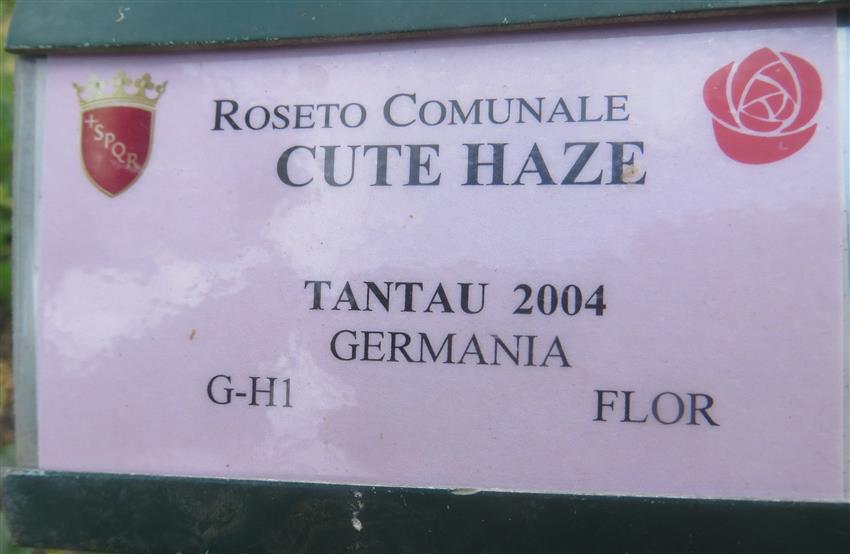 ROSETO COMUNALE
CUTE HAZE
SPQR
TANTAU 2004
GERMANIA
G-H1
FLOR